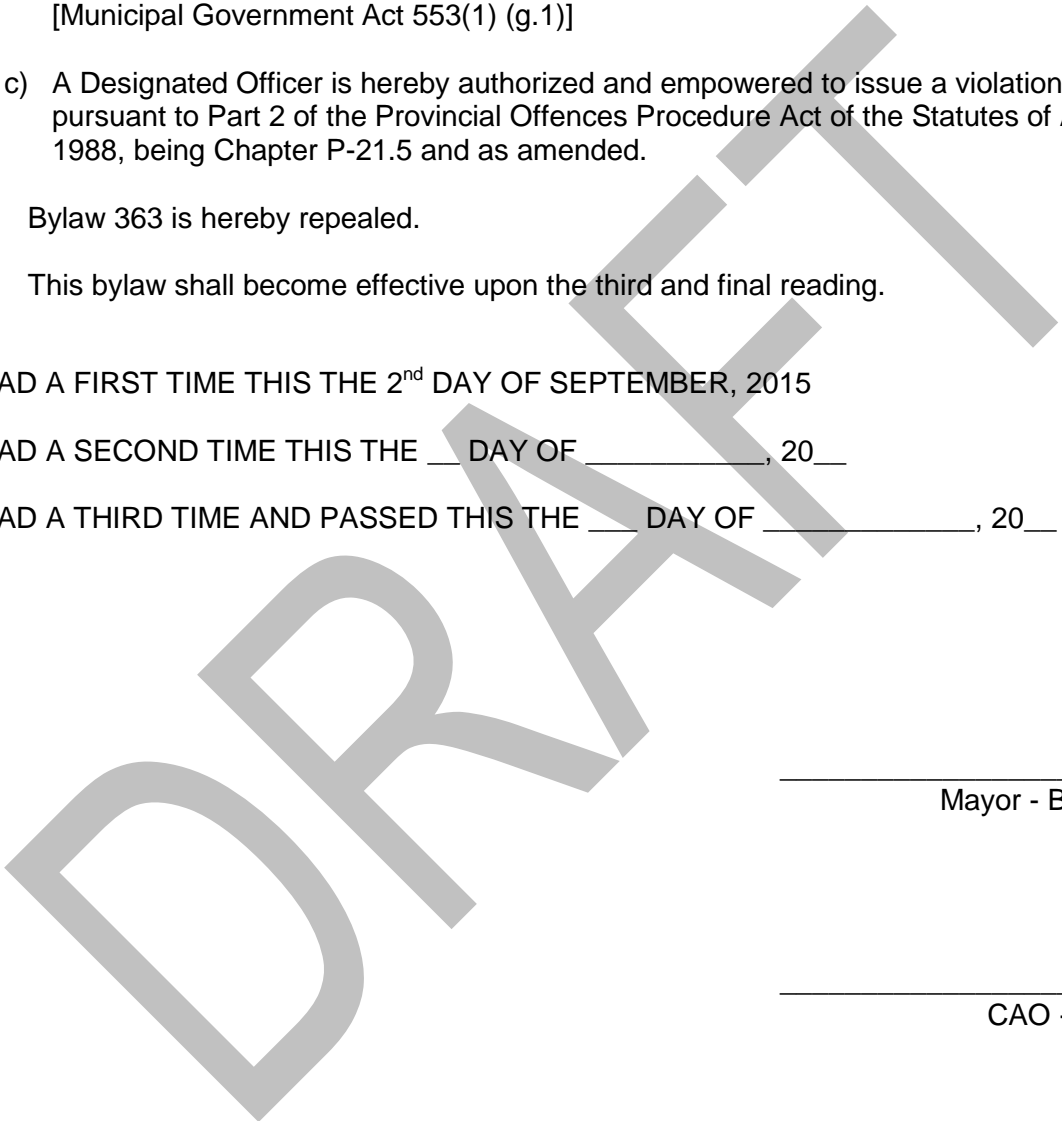 [Municipal Government Act 553(1) (g.1)]
c) A Designated Officer is hereby authorized and empowered to issue a violation
pursuant to Part 2 of the Provincial Offences Procedure Act of the Statutes of
1988, being Chapter P-21.5 and as amended.
Bylaw 363 is hereby repealed.
This bylaw shall become effective upon the third and final reading.
AD A FIRST TIME THIS THE 2nd DAY OF SEPTEMBER, 2015
AD A SECOND TIME THIS THE __ DAY OF ___________, 20__
AD A THIRD TIME AND PASSED THIS THE ___ DAY OF _____________, 20__
Mayor - B
CAO -
DRAFT